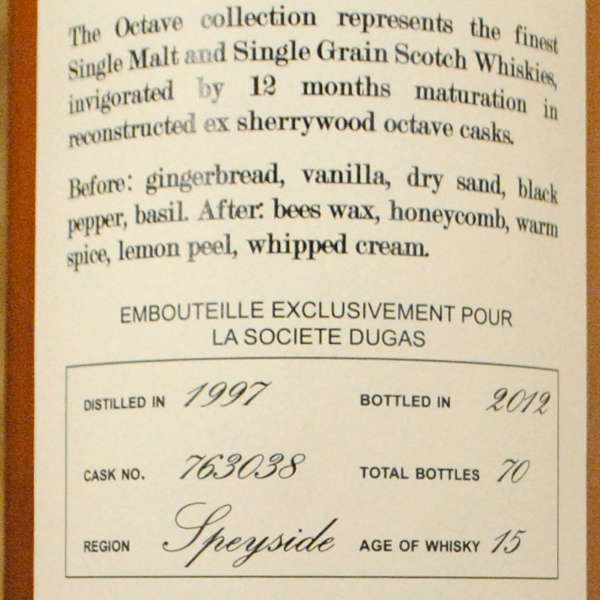 The Octave collection represents the finest
Single Malt and Single Grain Scotch Whiskies,
invigorated by 12 months maturation in
reconstructed ex sherrywood octave casks.
Before: gingerbread, vanilla, dry sand, black
pepper, basil. After: bees wax, honeycomb, warm
spice, lemon peel, whipped cream.
EMBOUTEILLE EXCLUSIVEMENT POUR
LA SOCIETE DUGAS
DISTILLED IN 1997 BOTTLED IN 2012
CASK NO. 763038 TOTAL BOTTLES 70
REGION Speyside AGE OF WHISKY 15